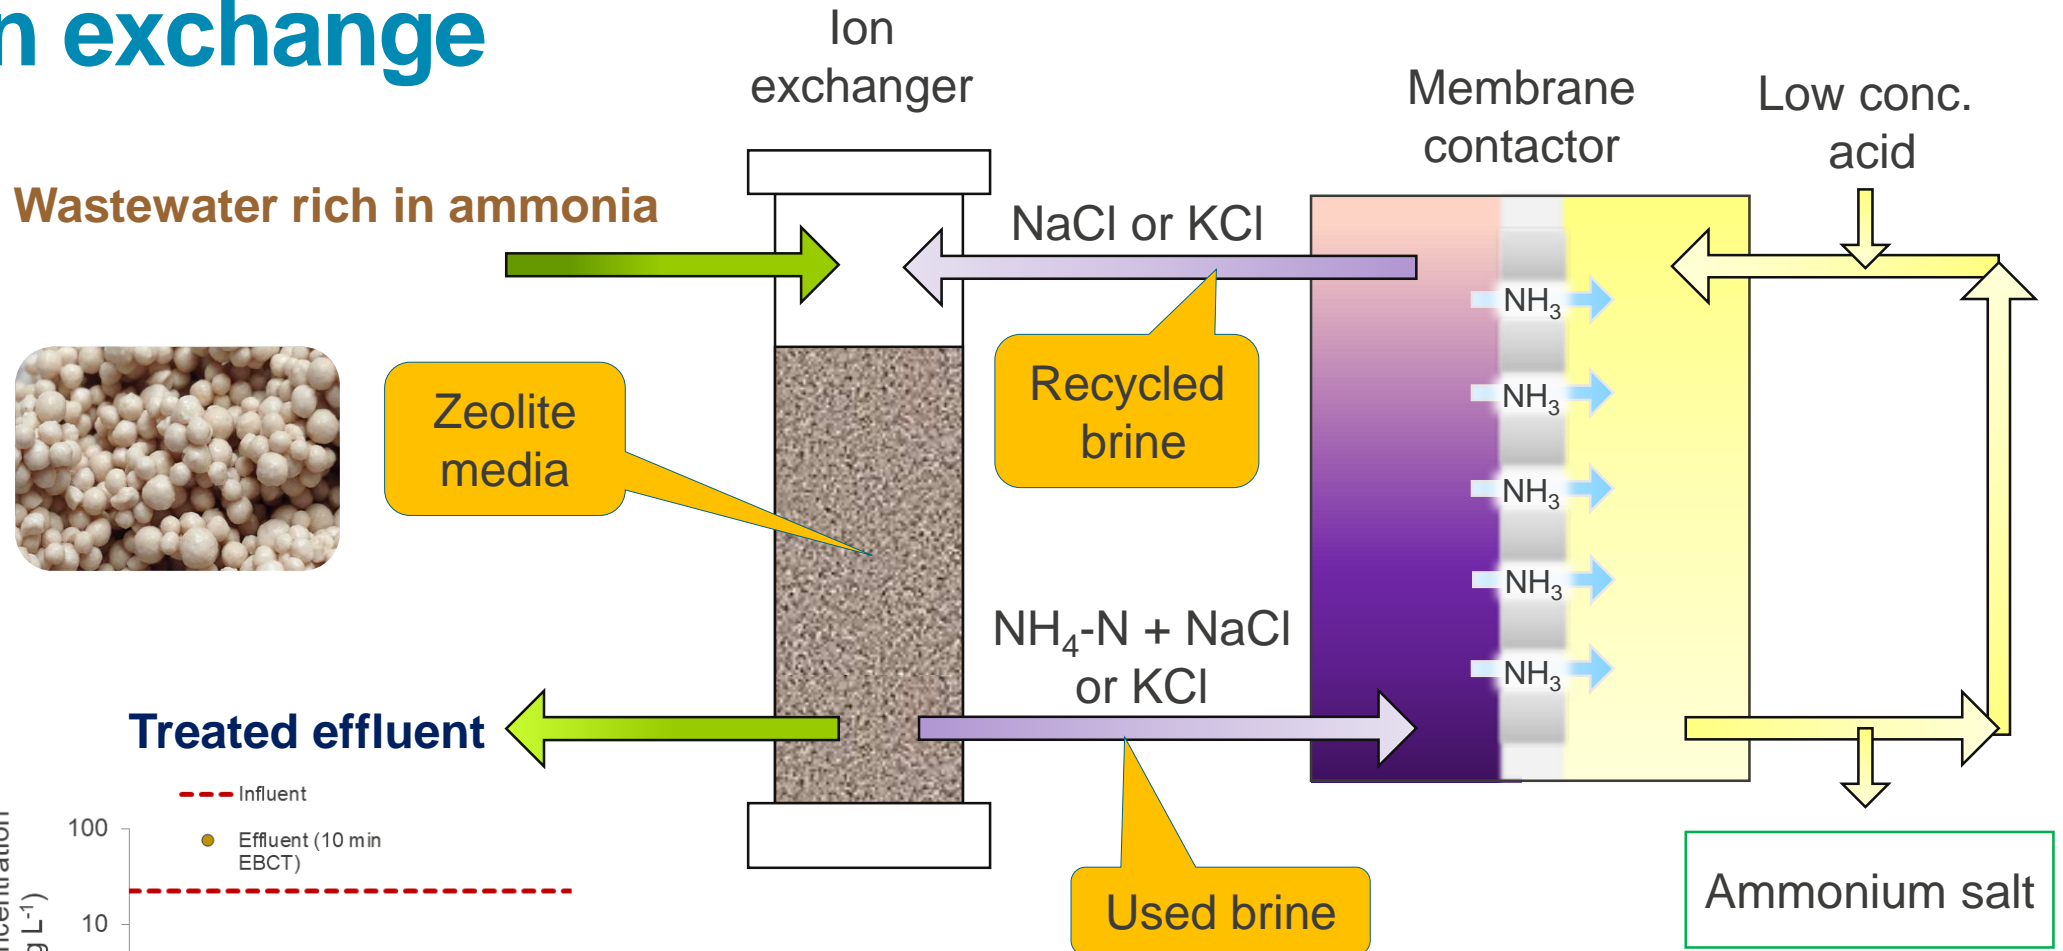 n exchange
Ion
exchanger
Membrane
contactor
Low conc.
acid
Wastewater rich in ammonia
NaCl or KCl
NH3
NH3
NH3
NH3
NH3
Zeolite
media
Recycled
brine
NH4-N + NaCl
or KCl
Treated effluent
Influent
Effluent (10 min
EBCT)
100
10
Used brine
Ammonium salt
L-1)